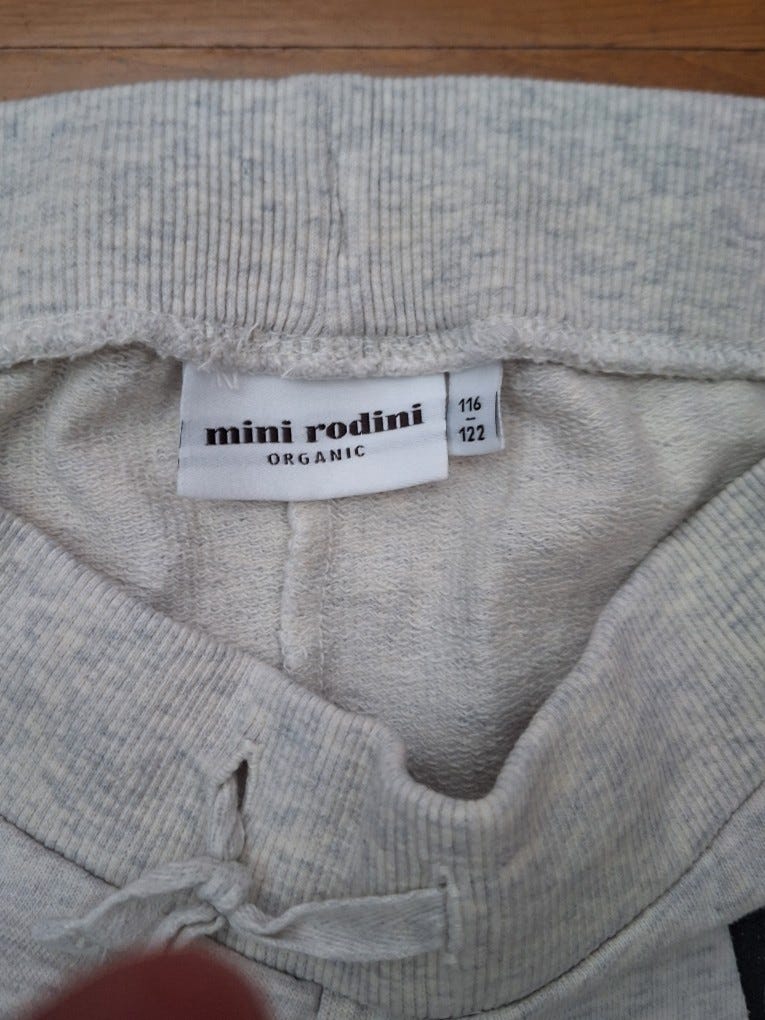 mini rodini
ORGANIC
116
122